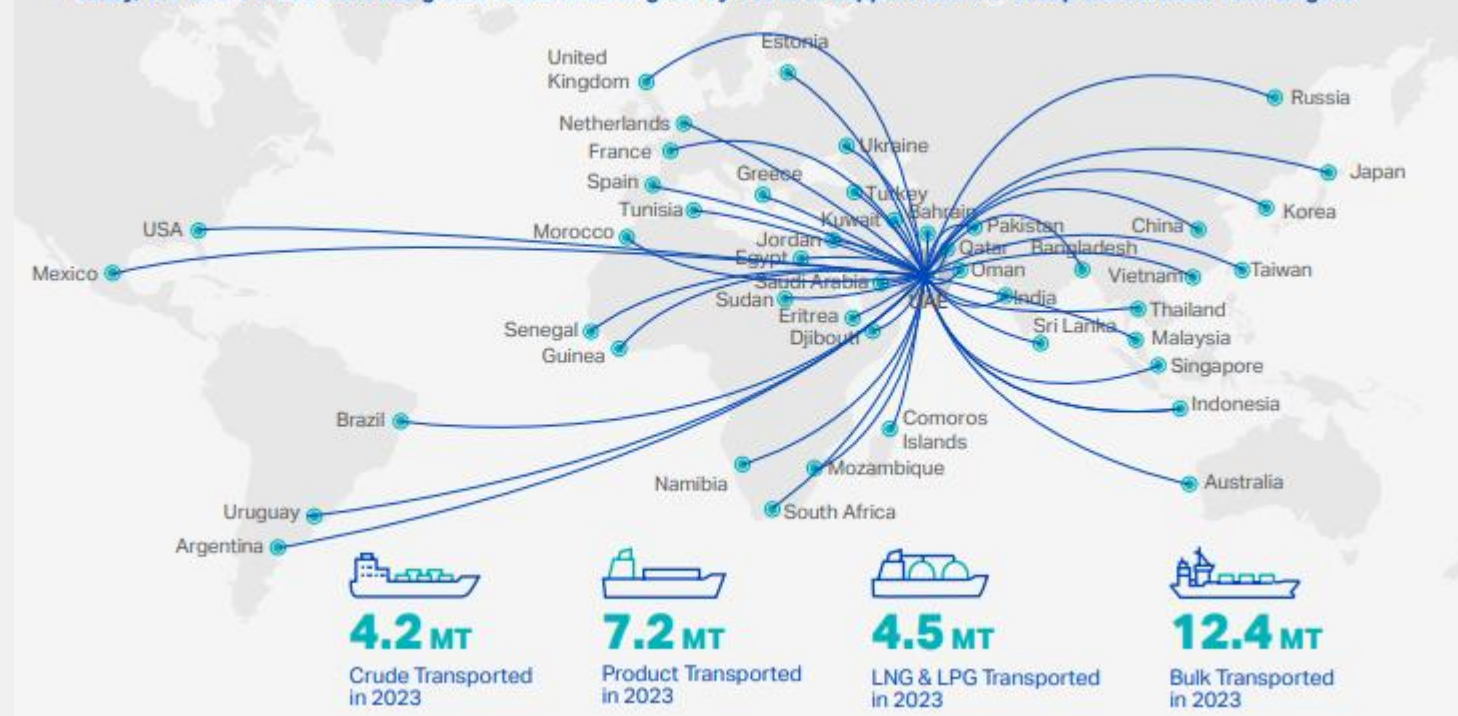 Estonia
United
Kingdom
Russia
Netherlands
Ukraine
France
Greece
Japan
Spain
Turkey
Tunisia
Kuwait
Bahrain
Korea
USA
Morocco
Jordan
Pakistan
China
Egypt
Qatar
Bangladesh
Mexico
Saudi Arabia
Oman
Vietnam
Taiwan
Sudan
UAE
India
Eritrea
Thailand
Senegal
Djibouti
Sri Lanka
Malaysia
Guinea
Singapore
Brazil
Comoros
Islands
Indonesia
Namibia
Mozambique
Australia
Uruguay
South Africa
Argentina
4.2 MT
Crude Transported
in 2023
7.2 MT
Product Transported
in 2023
4.5 MT
LNG & LPG Transported
in 2023
12.4 MT
Bulk Transported
in 2023